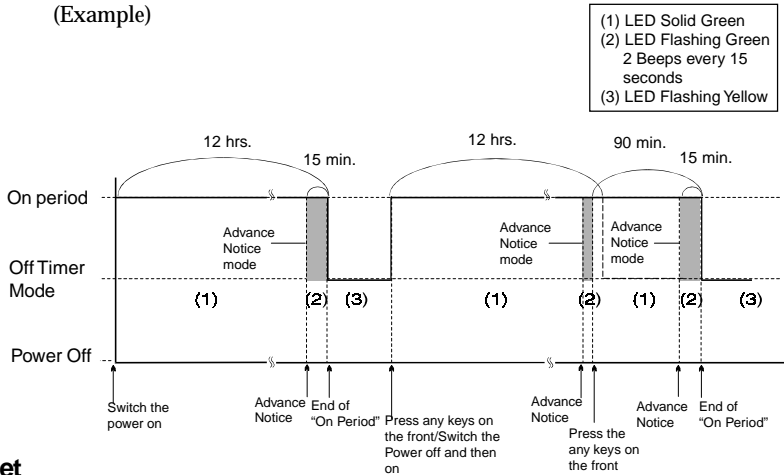 (Example)
(1) LED Solid Green
(2) LED Flashing Green
2 Beeps every 15
seconds
(3) LED Flashing Yellow
12 hrs.
15 min.
12 hrs.
90 min.
15 min.
On period
Advance
Notice
mode
Advance
Notice
mode
Advance
Notice
mode
Off Timer
Mode
(1)
(2)
(3)
(1)
(2)
(1)
(2)
(3)
Power Off
Switch the
power on
Advance
Notice
End of
"On Period"
Press any keys on
the front/Switch the
Power off and then
on
Advance
Notice
Press the
any keys on
the front
Advance
Notice
End of
"On Period"